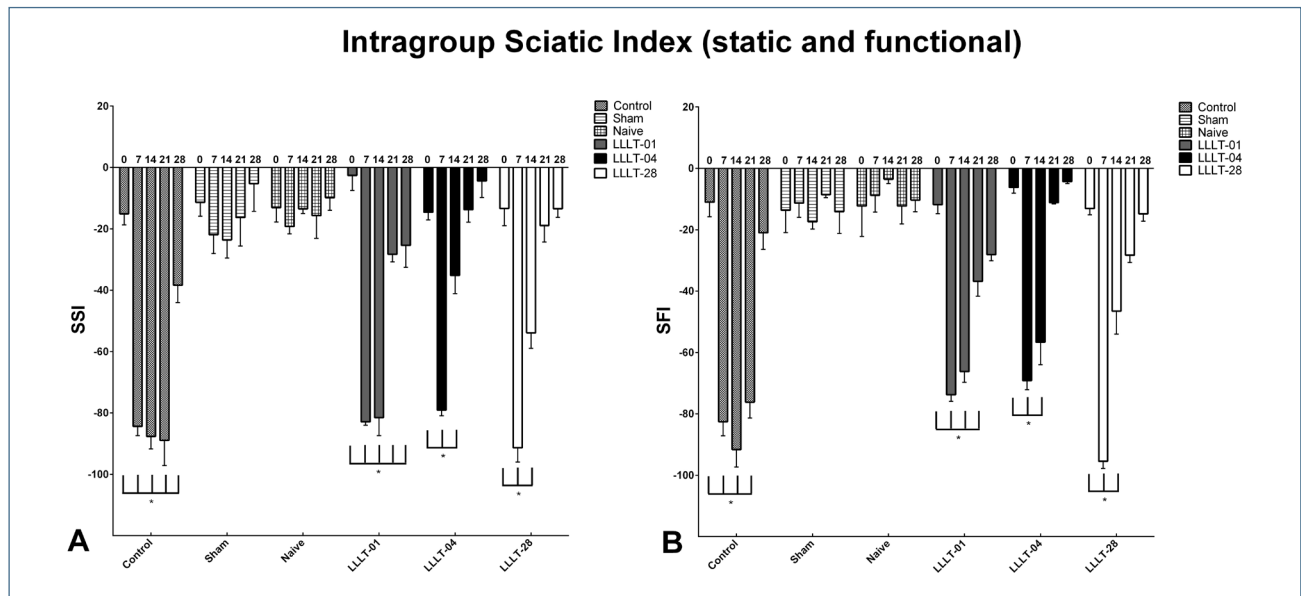 Intragroup Sciatic Index (static and functional)
20
0
-20
-40
-60
-80
-100
SSI
0 7 14 21 28 0 7 14 21 28 0 7 14 21 28 0 7 14 21 28 0 7 14 21 28 0 7 14 21 28
Control
Sham
Naive
LLLT-01
LLLT-04
LLLT-28
* * * *
A
Control Sham Naive LLLT-01 LLLT-04 LLLT-28
20
0
-20
-40
-60
-80
-100
SFI
0 7 14 21 28 0 7 14 21 28 0 7 14 21 28 0 7 14 21 28 0 7 14 21 28 0 7 14 21 28
Control
Sham
Naive
LLLT-01
LLLT-04
LLLT-28
* * * *
B
Control Sham Naive LLLT-01 LLLT-04 LLLT-28